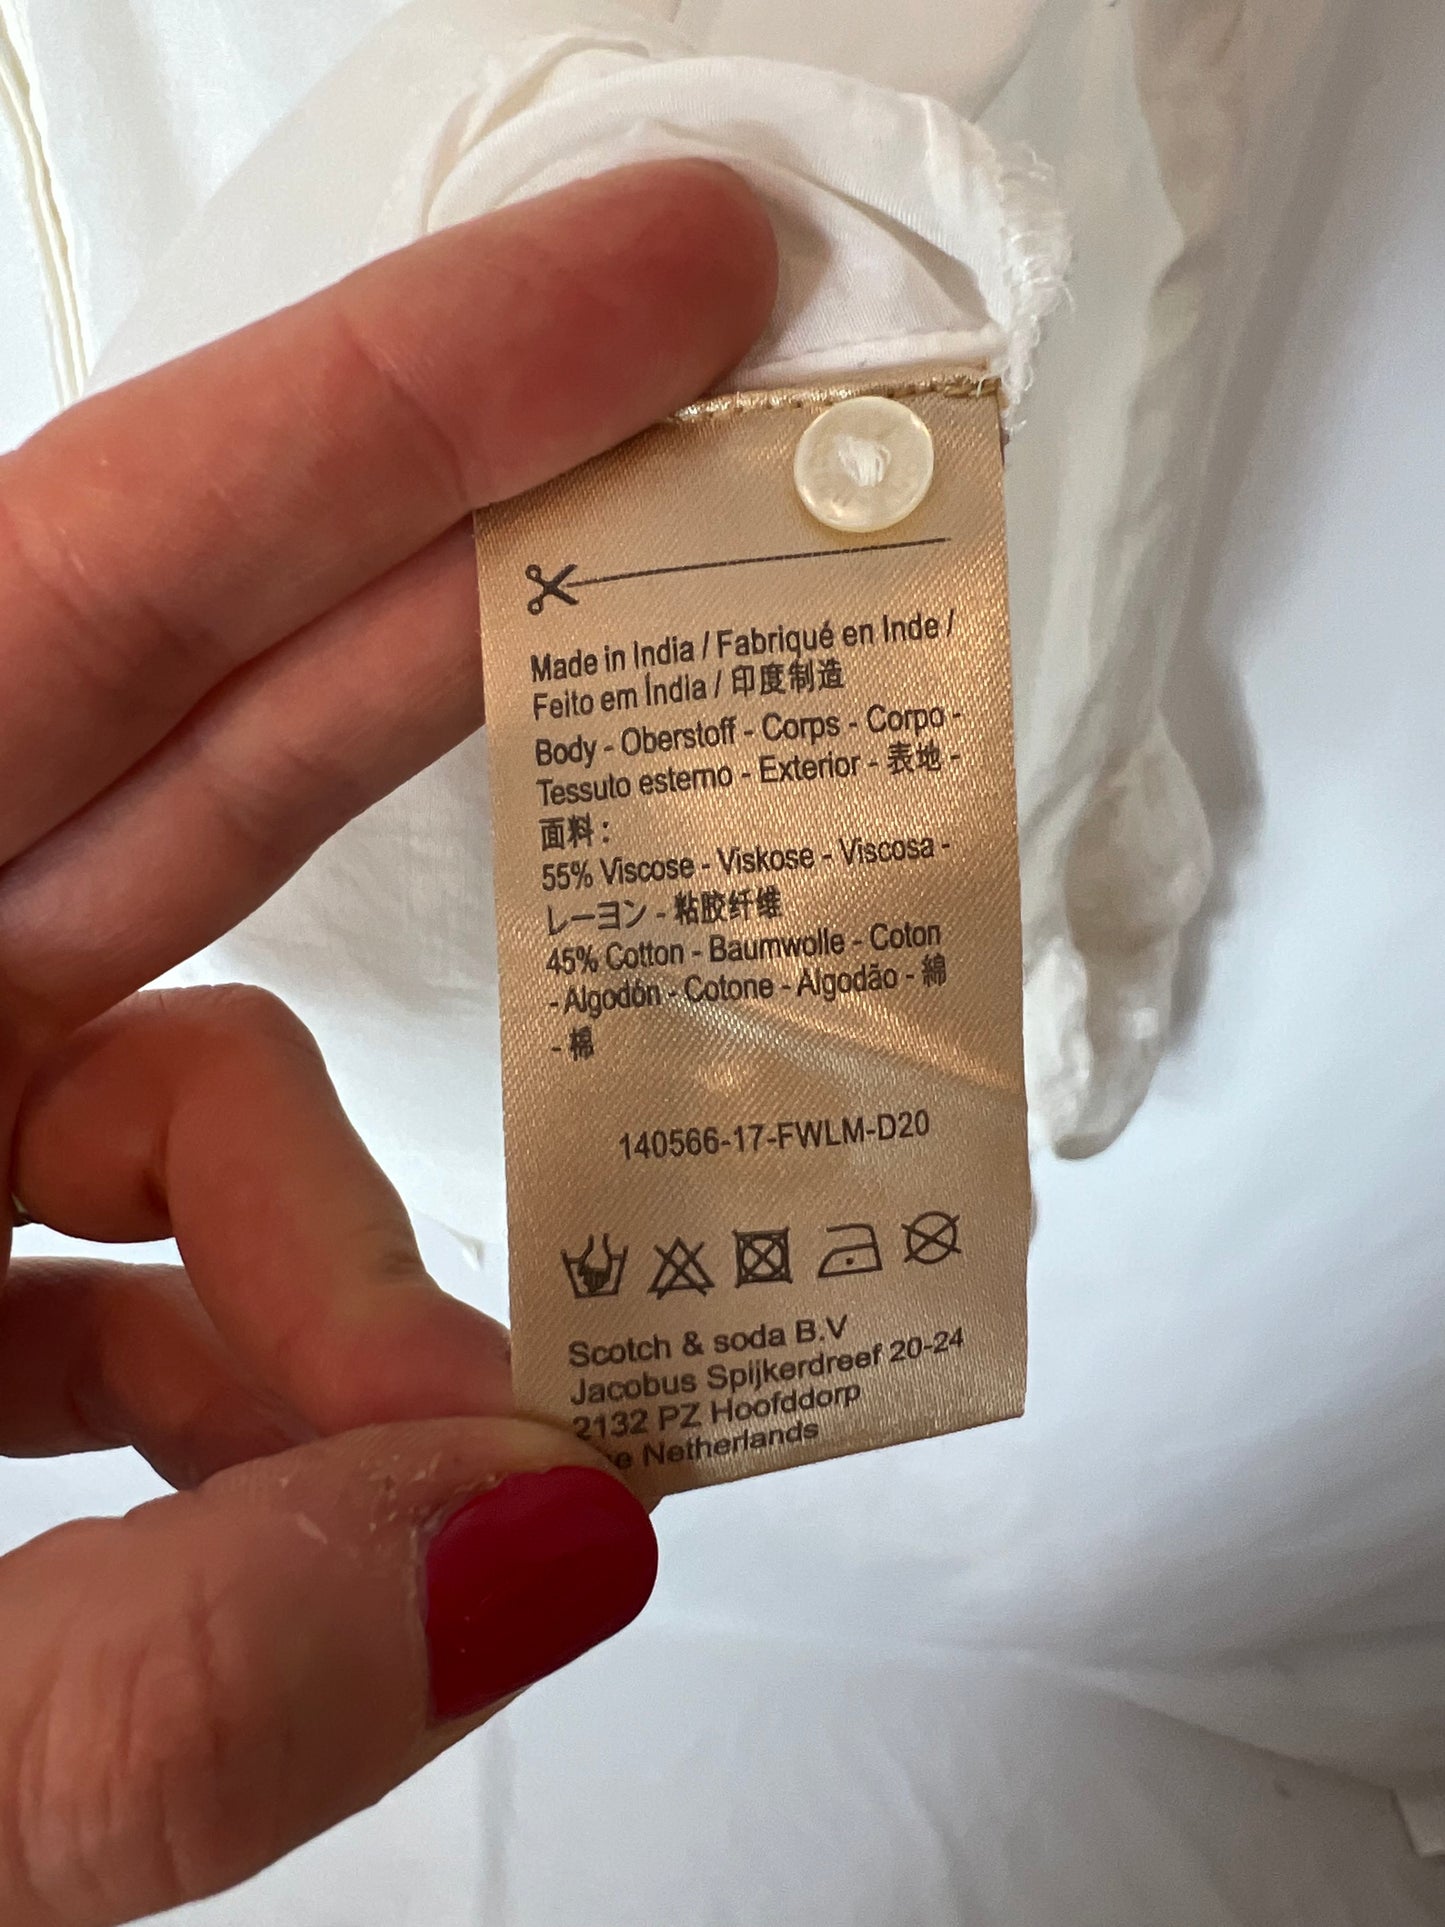 Made in India / Fabriqué en Inde /
Feito em Índia / 印度制造
Body - Oberstoff - Corps - Corpo -
Tessuto esterno - Exterior - 表地 -
面料 :
55% Viscose - Viskose - Viscosa -
レーヨン - 粘胶纤维
45% Cotton - Baumwolle - Coton
- Algodón - Cotone - Algodão - 綿
- 棉
140566-17-FWLM-D20
Scotch & soda B.V
Jacobus Spijkerdreef 20-24
2132 PZ Hoofddorp
Netherlands